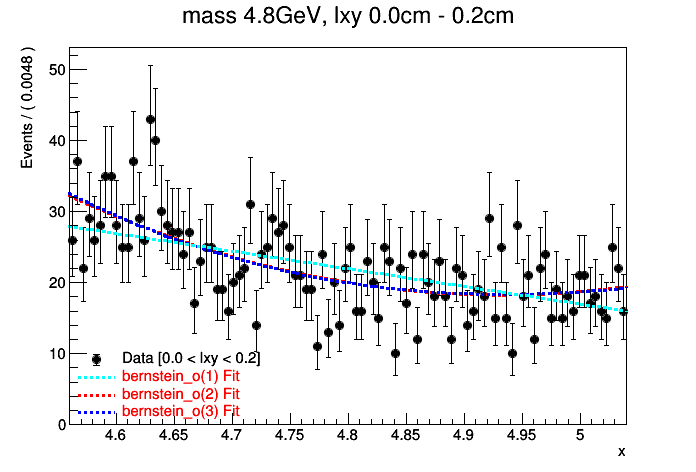 mass 4.8GeV, lxy 0.0cm - 0.2cm
Events / ( 0.0048 )
50
40
30
20
10
0
Data [0.0 < lxy < 0.2]
bernstein_o(1) Fit
bernstein_o(2) Fit
bernstein_o(3) Fit
4.6 4.65 4.7 4.75 4.8 4.85 4.9 4.95 5
x